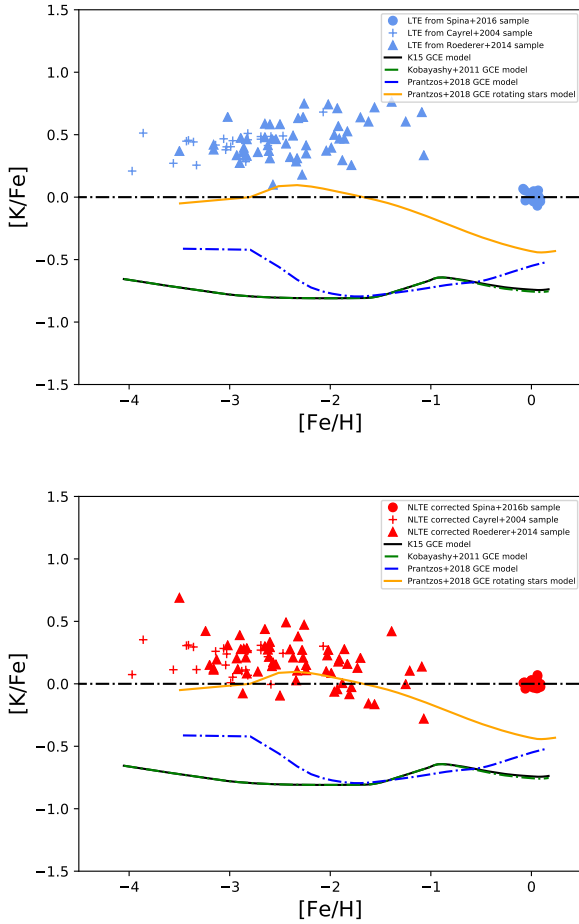 1.5
LTE from Spina+2016 sample
LTE from Cayrel+2004 sample
LTE from Roederer+2014 sample
K15 GCE model
Kobayashy+2011 GCE model
Prantzos+2018 GCE model
Prantzos+2018 GCE rotating stars model
1.0
0.5
[K/Fe]
0.0
−0.5
−1.0
−1.5
−4 −3 −2 −1 0
[Fe/H]
1.5
NLTE corrected Spina+2016b sample
NLTE corrected Cayrel+2004 sample
NLTE corrected Roederer+2014 sample
K15 GCE model
Kobayashy+2011 GCE model
Prantzos+2018 GCE model
Prantzos+2018 GCE rotating stars model
1.0
0.5
[K/Fe]
0.0
−0.5
−1.0
−1.5
−4 −3 −2 −1 0
[Fe/H]